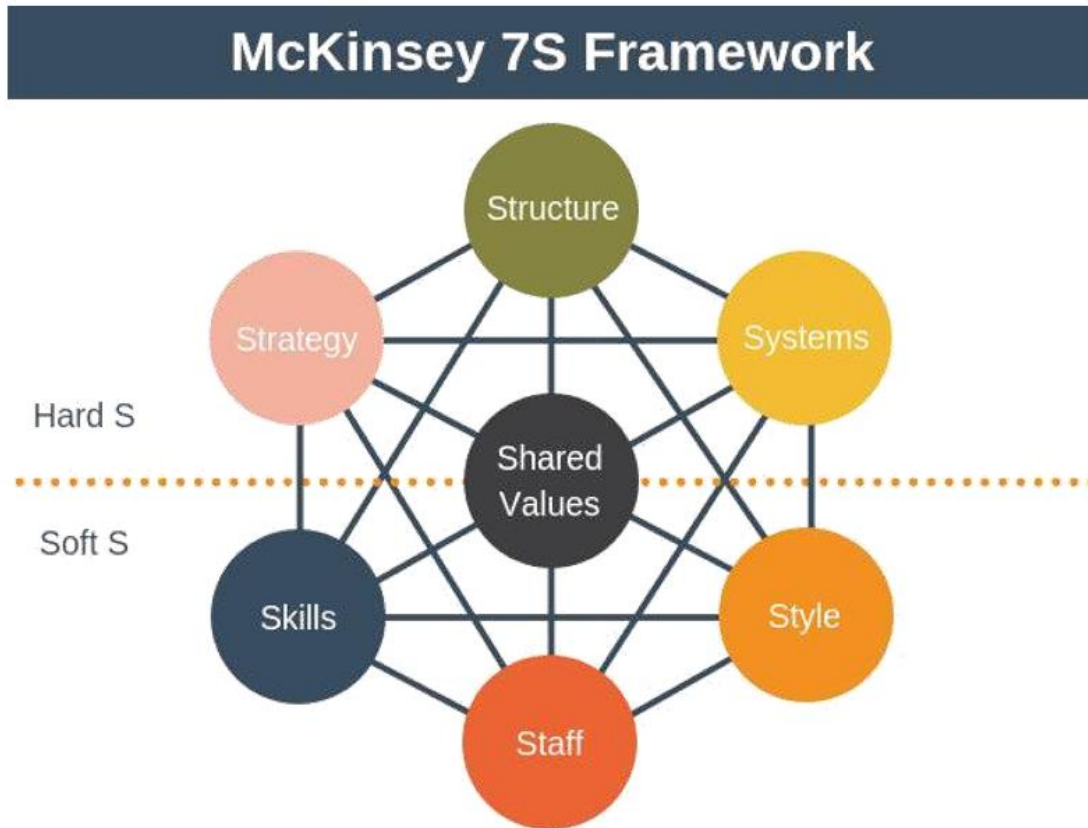 McKinsey 7S Framework
Structure
Strategy
Systems
Hard S
Shared
Values
Soft S
Skills
Style
Staff